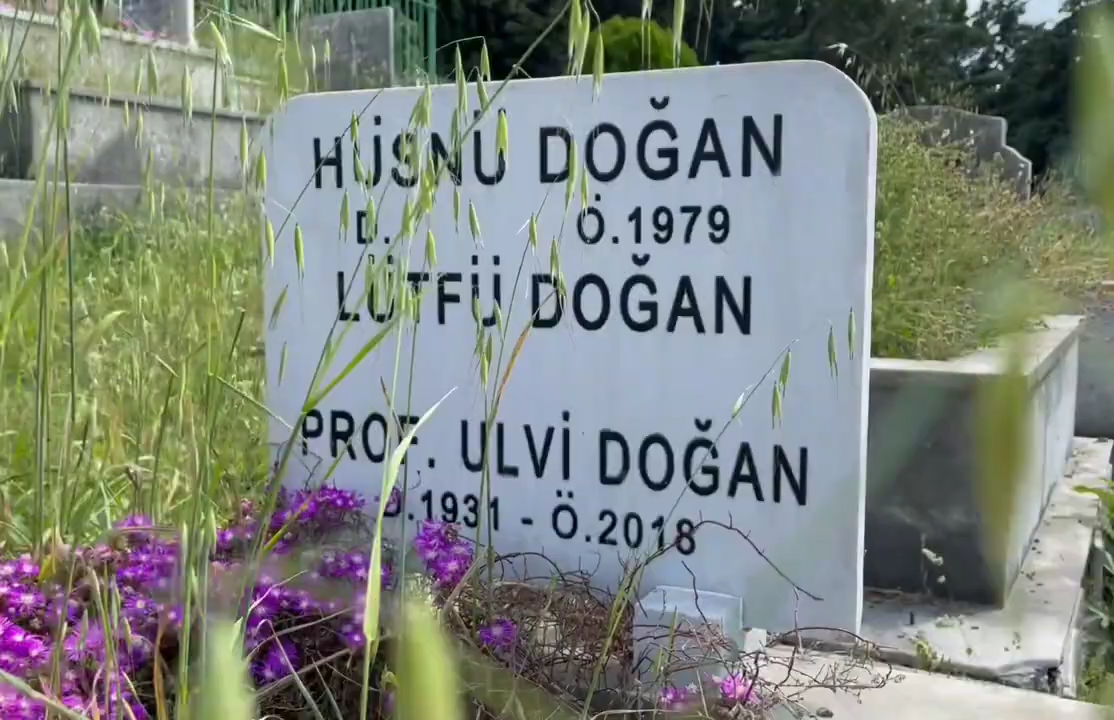 HÜSNÜ DOĞAN
D. Ö.1979
LÜTFÜ DOĞAN
PROF. ULVİ DOĞAN
D.1931 - Ö.2018